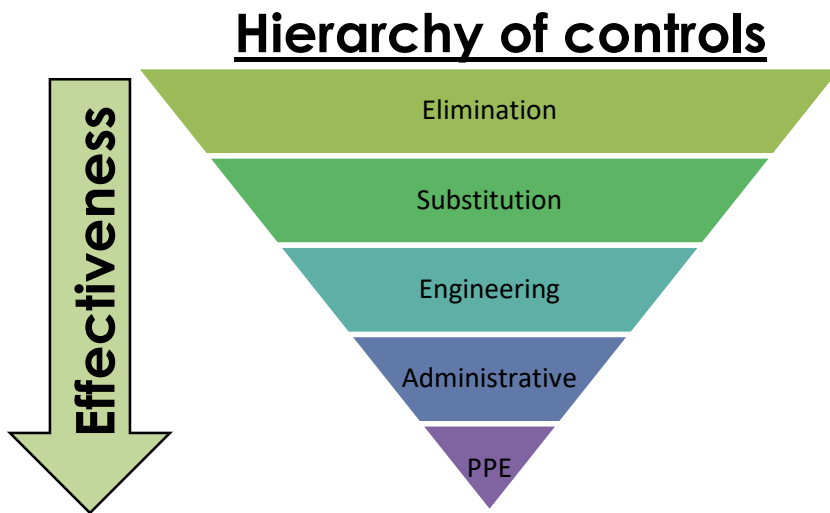 Hierarchy of controls
Effectiveness
Elimination
Substitution
Engineering
Administrative
PPE